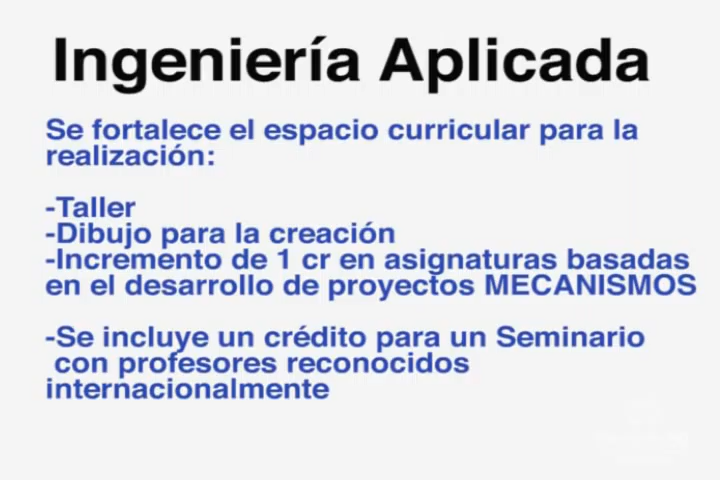 Ingeniería Aplicada
Se fortalece el espacio curricular para la
realización:
-Taller
-Dibujo para la creación
-Incremento de 1 cr en asignaturas basadas
en el desarrollo de proyectos MECANISMOS
-Se incluye un crédito para un Seminario
con profesores reconocidos
internacionalmente